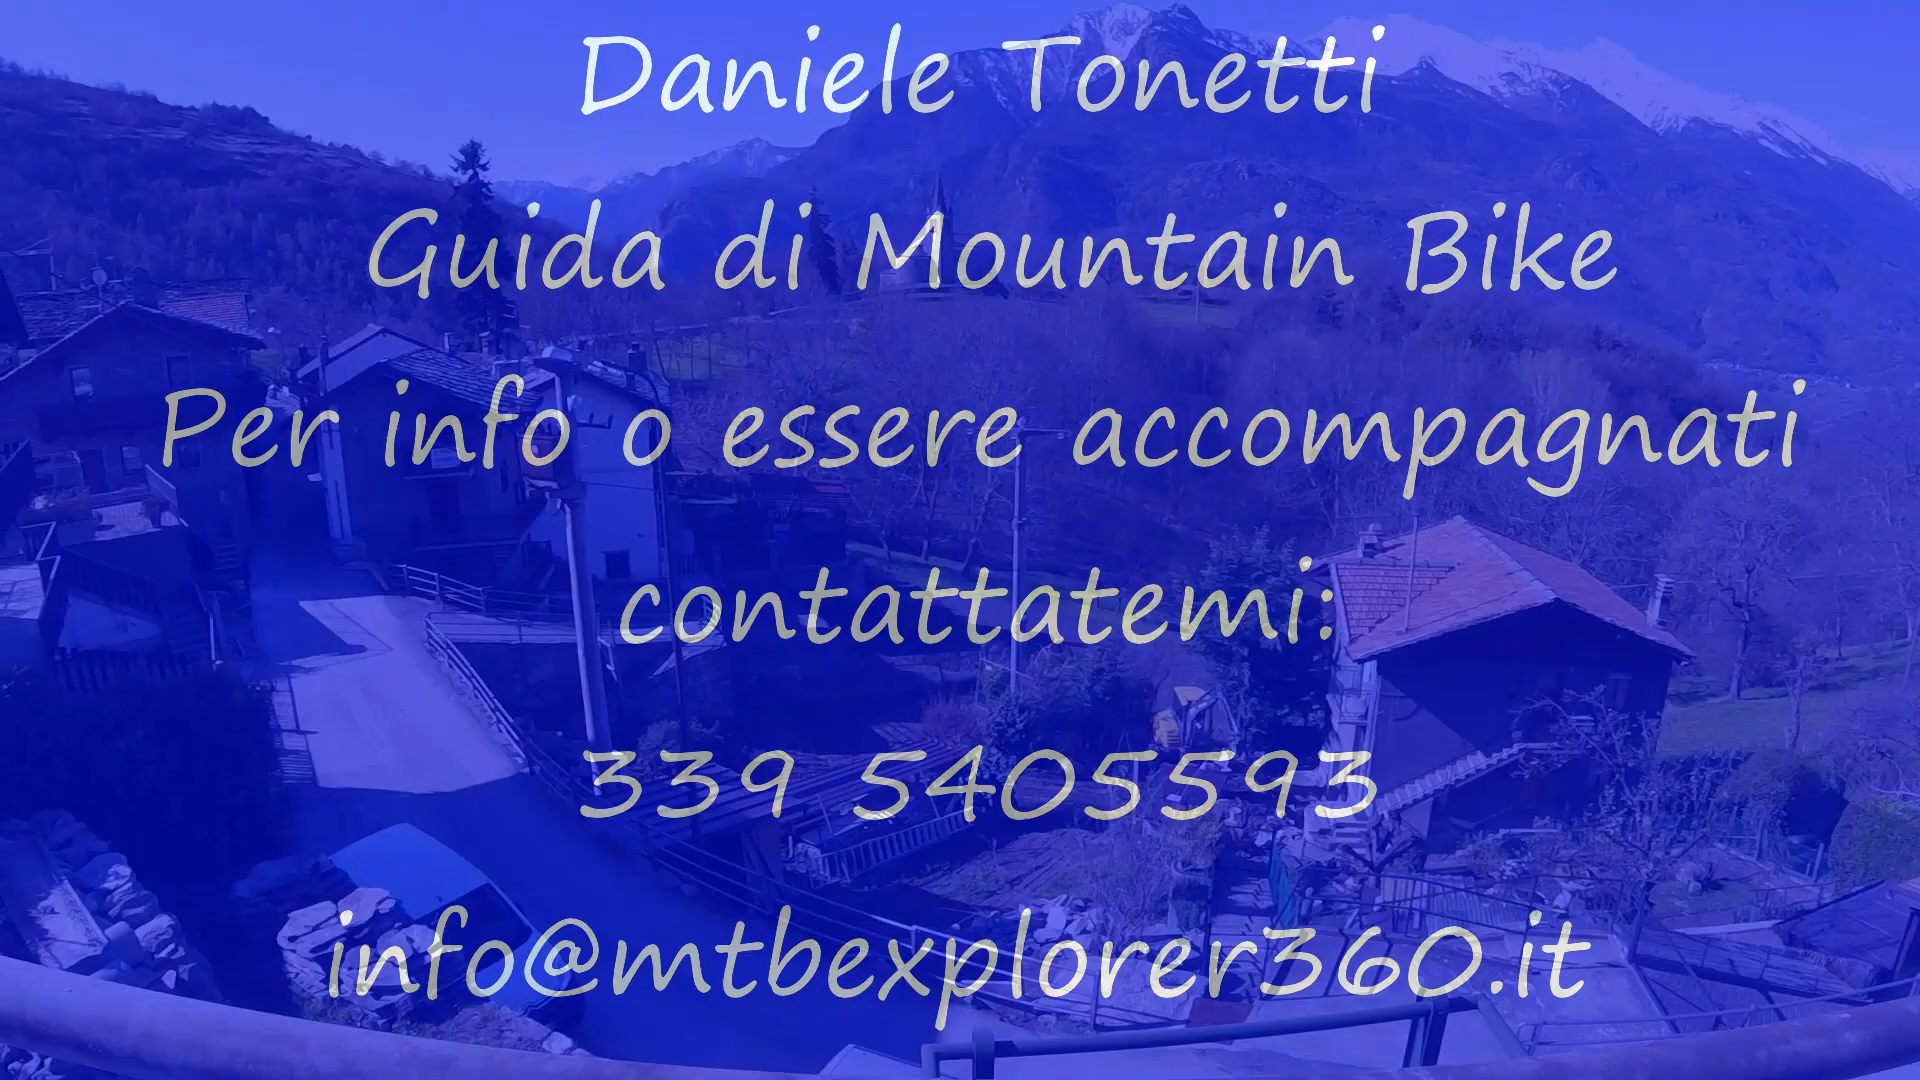 Daniele Tonetti
Guida di Mountain Bike
Per info o essere accompagnati
contattatemi:
339 5405593
info@mtbexplorer360.it